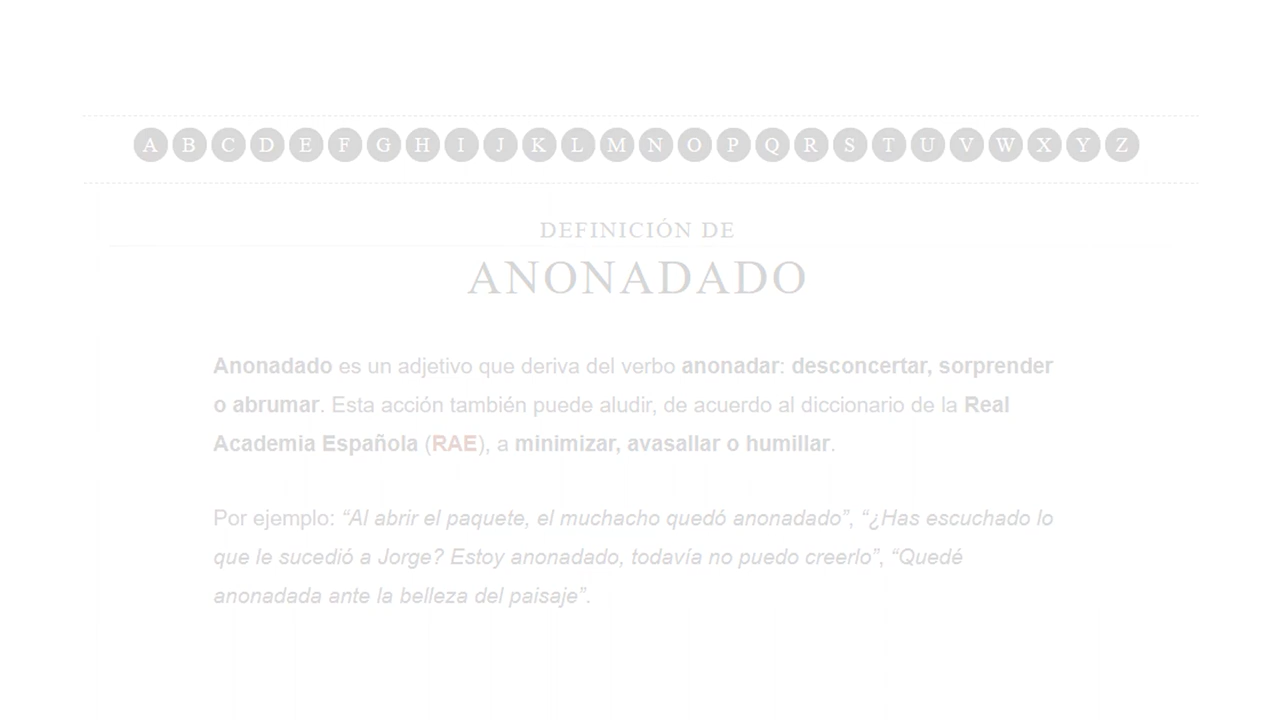 A B C D E F G H I J K L M N O P Q R S T U V W X Y Z
DEFINICIÓN DE
ANONADADO
Anonadado es un adjetivo que deriva del verbo anonadar: desconcertar, sorprender
o abrumar. Esta acción también puede aludir, de acuerdo al diccionario de la Real
Academia Española (RAE), a minimizar, avasallar o humillar.
Por ejemplo: “Al abrir el paquete, el muchacho quedó anonadado”, “¿Has escuchado lo
que le sucedió a Jorge? Estoy anonadado, todavía no puedo creerlo”, “Quedé
anonadada ante la belleza del paisaje”.